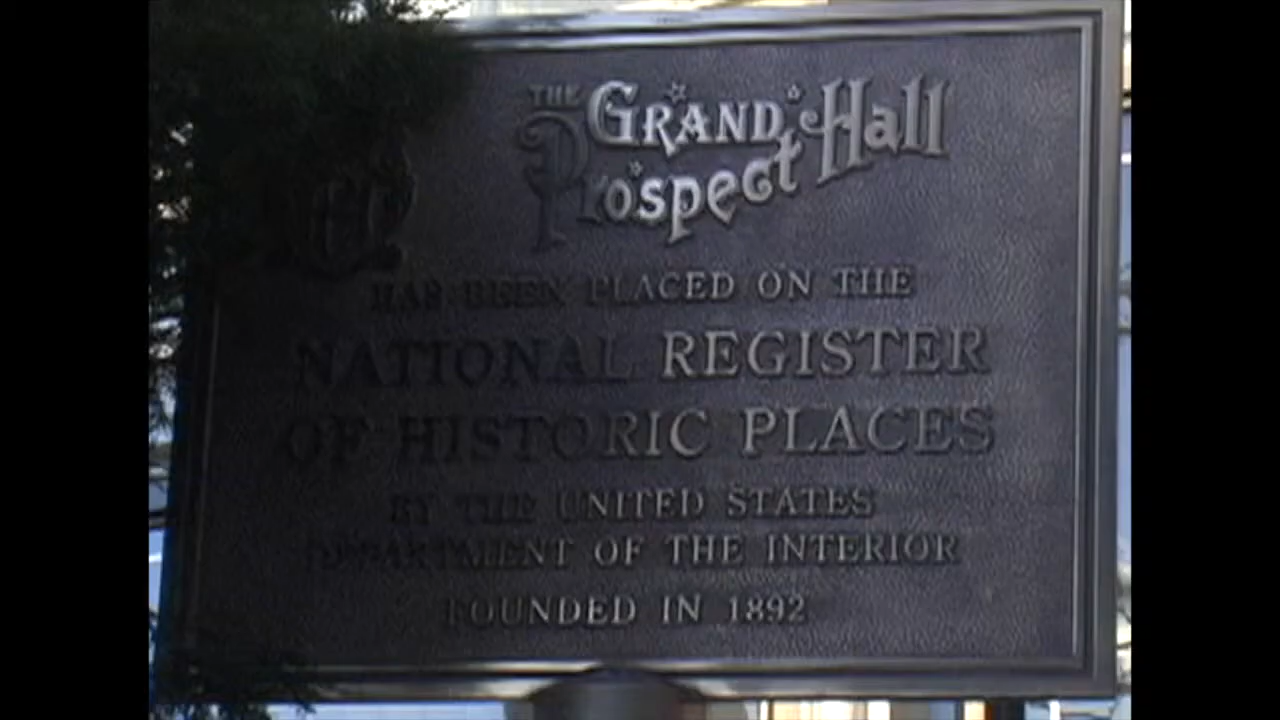 THE GRAND
Prospect Hall
HAS BEEN PLACED ON THE
NATIONAL REGISTER
OF HISTORIC PLACES
BY THE UNITED STATES
DEPARTMENT OF THE INTERIOR
FOUNDED IN 1892